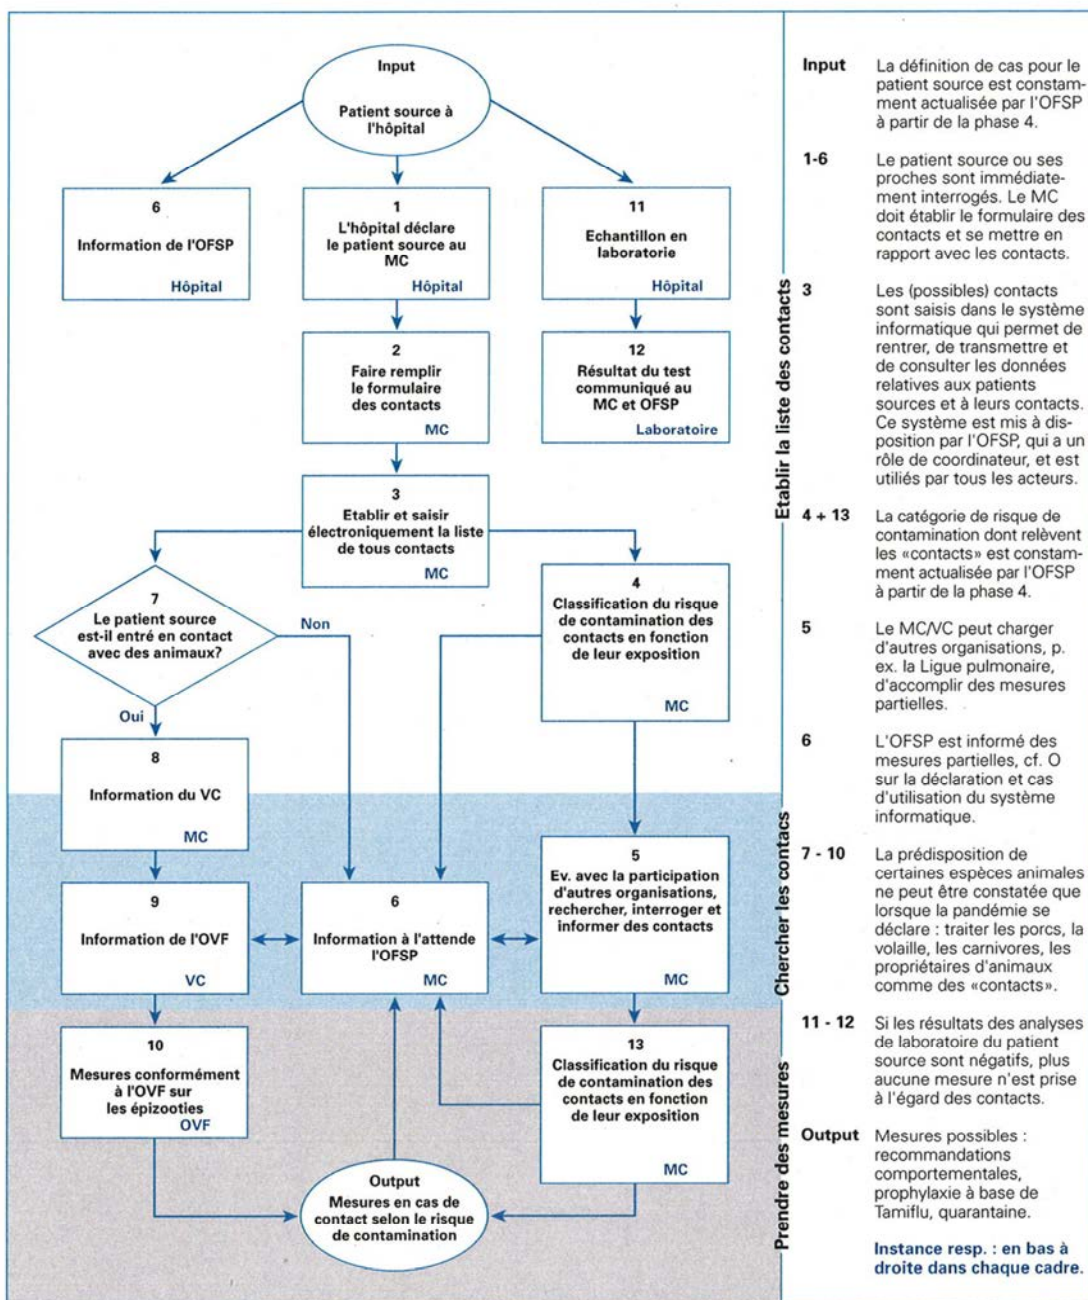 Input
Patient source à
l'hôpital
6
Information de l'OFSP
Hôpital
1
L'hôpital déclare
le patient source au
MC
Hôpital
11
Echantillon en
laboratorie
Hôpital
2
Faire remplir
le formulaire
des contacts
MC
12
Résultat du test
communiqué au
MC et OFSP
Laboratoire
3
Etablir et saisir
électroniquement la liste
de tous contacts
MC
7
Le patient source
est-il entré en contact
avec des animaux?
Non
Oui
4
Classification du risque
de contamination des
contacts en fonction
de leur exposition
MC
8
Information du VC
MC
9
Information de l'OVF
VC
6
Information à l'attende
l'OFSP
MC
5
Ev. avec la participation
d'autres organisations,
rechercher, interroger et
informer des contacts
MC
10
Mesures conformément
à l'OVF sur
les épizooties
OVF
13
Classification du risque
de contamination des
contacts en fonction
de leur exposition
MC
Output
Mesures en cas de
contact selon le risque
de contamination
Etablir la liste des contacts
Chercher les contacs
Prendre des mesures
Input La définition de cas pour le
patient source est constam-
ment actualisée par l'OFSP
à partir de la phase 4.
1-6 Le patient source ou ses
proches sont immédiate-
ment interrogés. Le MC
doit établir le formulaire des
contacts et se mettre en
rapport avec les contacts.
3 Les (possibles) contacts
sont saisis dans le système
informatique qui permet de
rentrer, de transmettre et
de consulter les données
relatives aux patients
sources et à leurs contacts.
Ce système est mis à dis-
position par l'OFSP, qui a un
rôle de coordinateur, et est
utiliés par tous les acteurs.
4 + 13 La catégorie de risque de
contamination dont relèvent
les «contacts» est constam-
ment actualisée par l'OFSP
à partir de la phase 4.
5 Le MC/VC peut charger
d'autres organisations, p.
ex. la Ligue pulmonaire,
d'accomplir des mesures
partielles.
6 L'OFSP est informé des
mesures partielles, cf. O
sur la déclaration et cas
d'utilisation du système
informatique.
7 - 10 La prédisposition de
certaines espèces animales
ne peut être constatée que
lorsque la pandémie se
déclare : traiter les porcs, la
volaille, les carnivores, les
propriétaires d'animaux
comme des «contacts».
11 - 12 Si les résultats des analyses
de laboratoire du patient
source sont négatifs, plus
aucune mesure n'est prise
à l'égard des contacts.
Output Mesures possibles :
recommandations
comportementales,
prophylaxie à base de
Tamiflu, quarantaine.
Instance resp. : en bas à
droite dans chaque cadre.